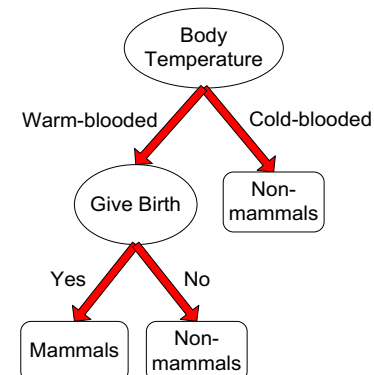 Body
Temperature
Warm-blooded
Cold-blooded
Give Birth
Non-
mammals
Yes
No
Mammals
Non-
mammals